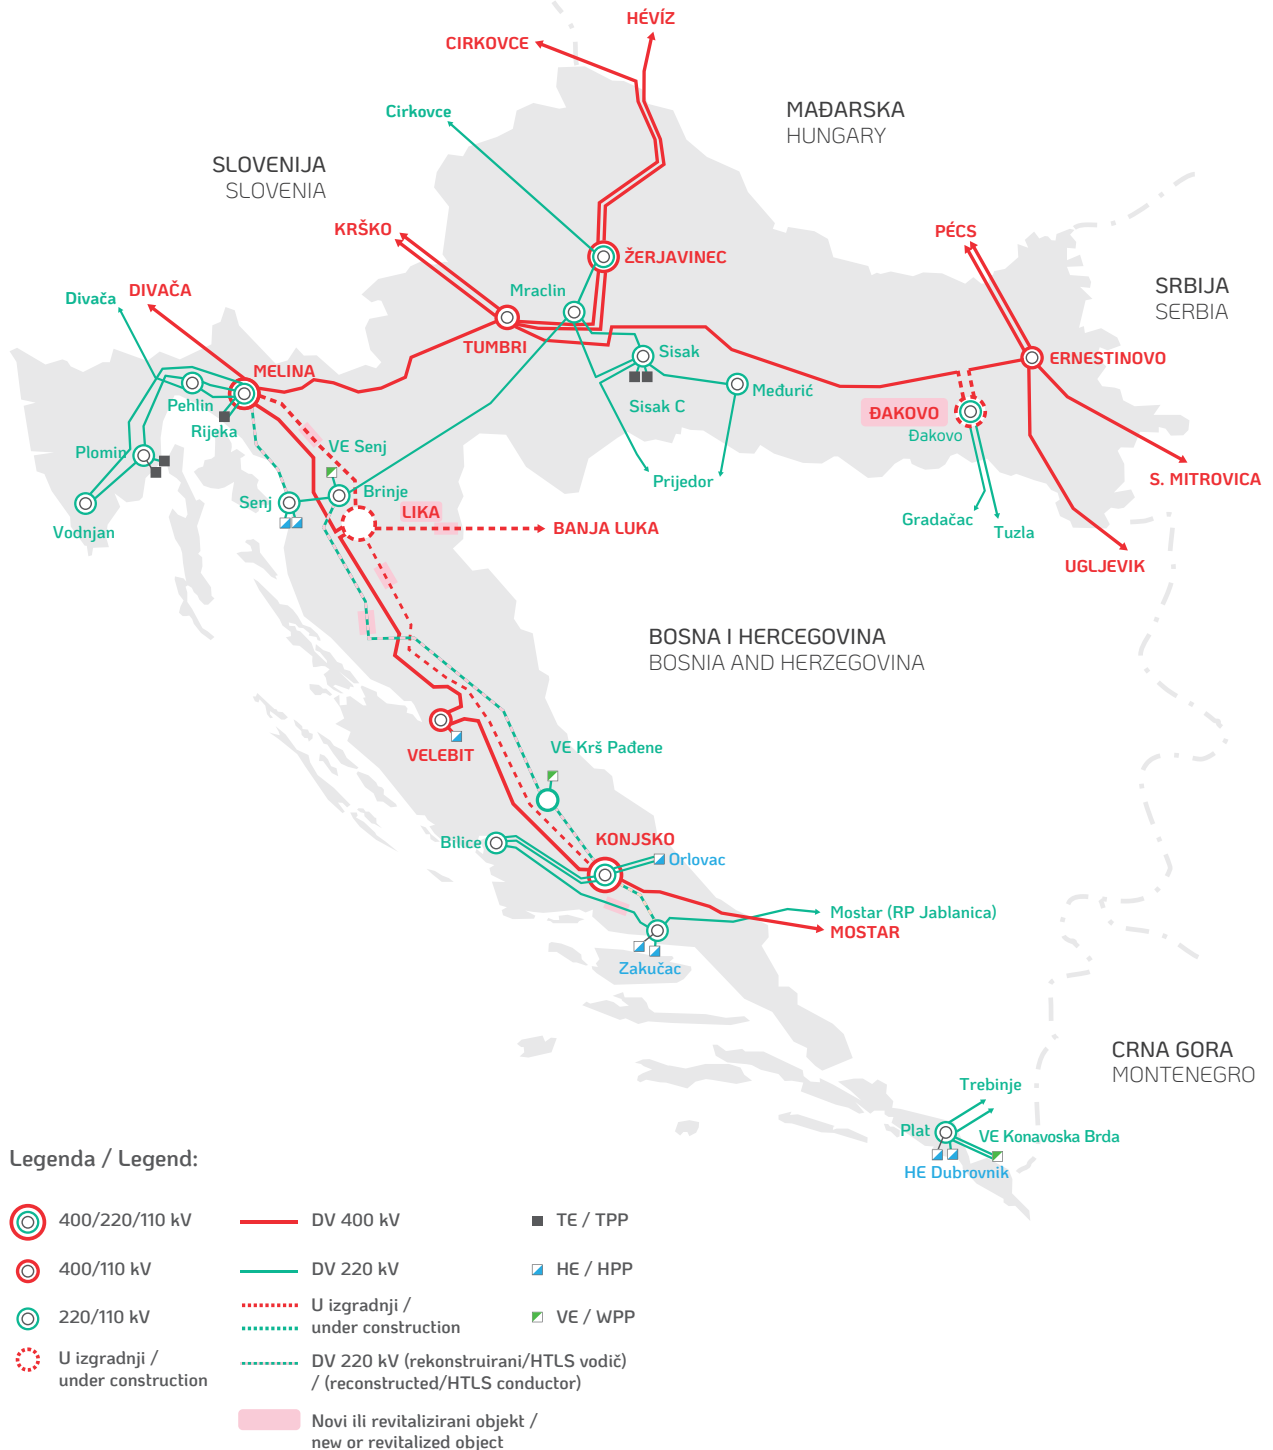 HÉVÍZ
CIRKOVCE
Cirkovce
MAĐARSKA
HUNGARY
SLOVENIJA
SLOVENIA
KRŠKO
PÉCS
ŽERJAVINEC
SRBIJA
SERBIA
Divača
DIVAČA
Mraclin
TUMBRI
Sisak
ERNESTINOVO
MELINA
Međurić
Pehlin
Sisak C
ĐAKOVO
Rijeka
Đakovo
VE Senj
Plomin
Prijedor
S. MITROVICA
Brinje
Senj
LIKA
Gradačac
BANJA LUKA
Tuzla
Vodnjan
UGLJEVIK
BOSNA I HERCEGOVINA
BOSNIA AND HERZEGOVINA
VELEBIT
VE Krš Pađene
KONJSKO
Bilice
Orlovac
Mostar (RP Jablanica)
MOSTAR
Zakučac
CRNA GORA
MONTENEGRO
Trebinje
Plat
VE Konavoska Brda
HE Dubrovnik
Legenda / Legend:
400/220/110 kV
DV 400 kV
TE / TPP
400/110 kV
DV 220 kV
HE / HPP
220/110 kV
U izgradnji /
under construction
VE / WPP
U izgradnji /
under construction
DV 220 kV (rekonstruirani/HTLS vodič)
/ (reconstructed/HTLS conductor)
Novi ili revitalizirani objekt /
new or revitalized object